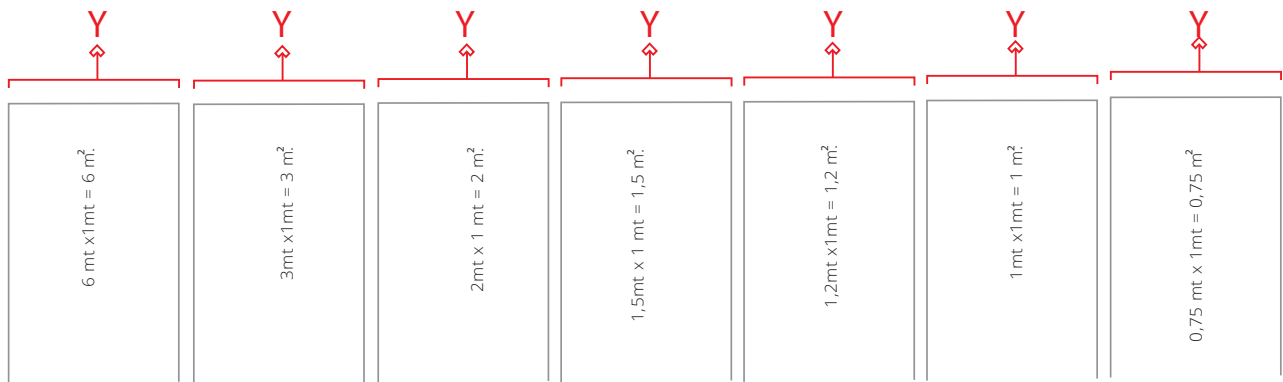 Y
Y
Y
Y
Y
Y
Y
6 mt x1mt = 6 m².
3mt x1mt = 3 m².
2mt x 1 mt = 2 m².
1,5mt x 1 mt = 1,5 m².
1,2mt x1mt = 1,2 m².
1mt x1mt = 1 m².
0,75 mt x 1mt = 0,75 m²